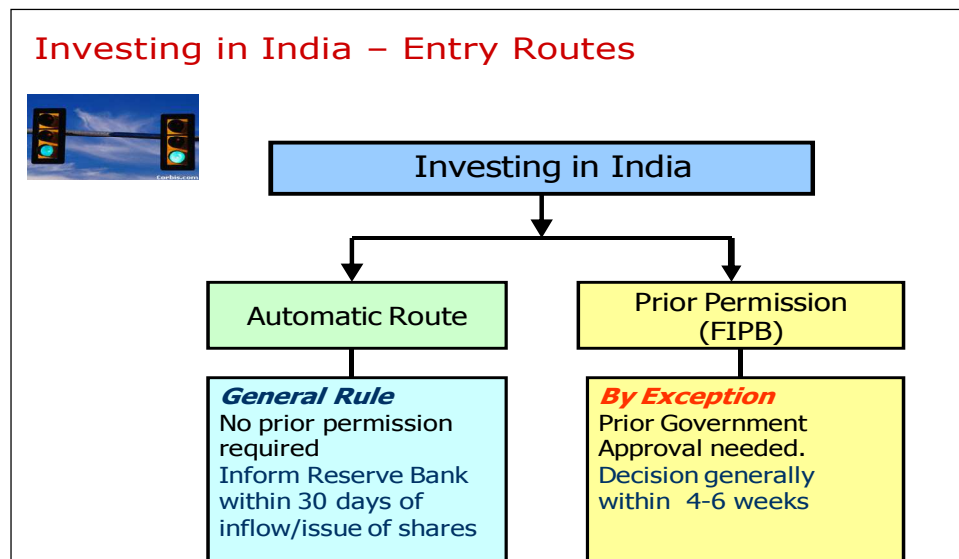 Investing in India – Entry Routes
Corbis.com
Investing in India
Automatic Route
Prior Permission
(FIPB)
General Rule
No prior permission
required
Inform Reserve Bank
within 30 days of
inflow/issue of shares
By Exception
Prior Government
Approval needed.
Decision generally
within 4-6 weeks